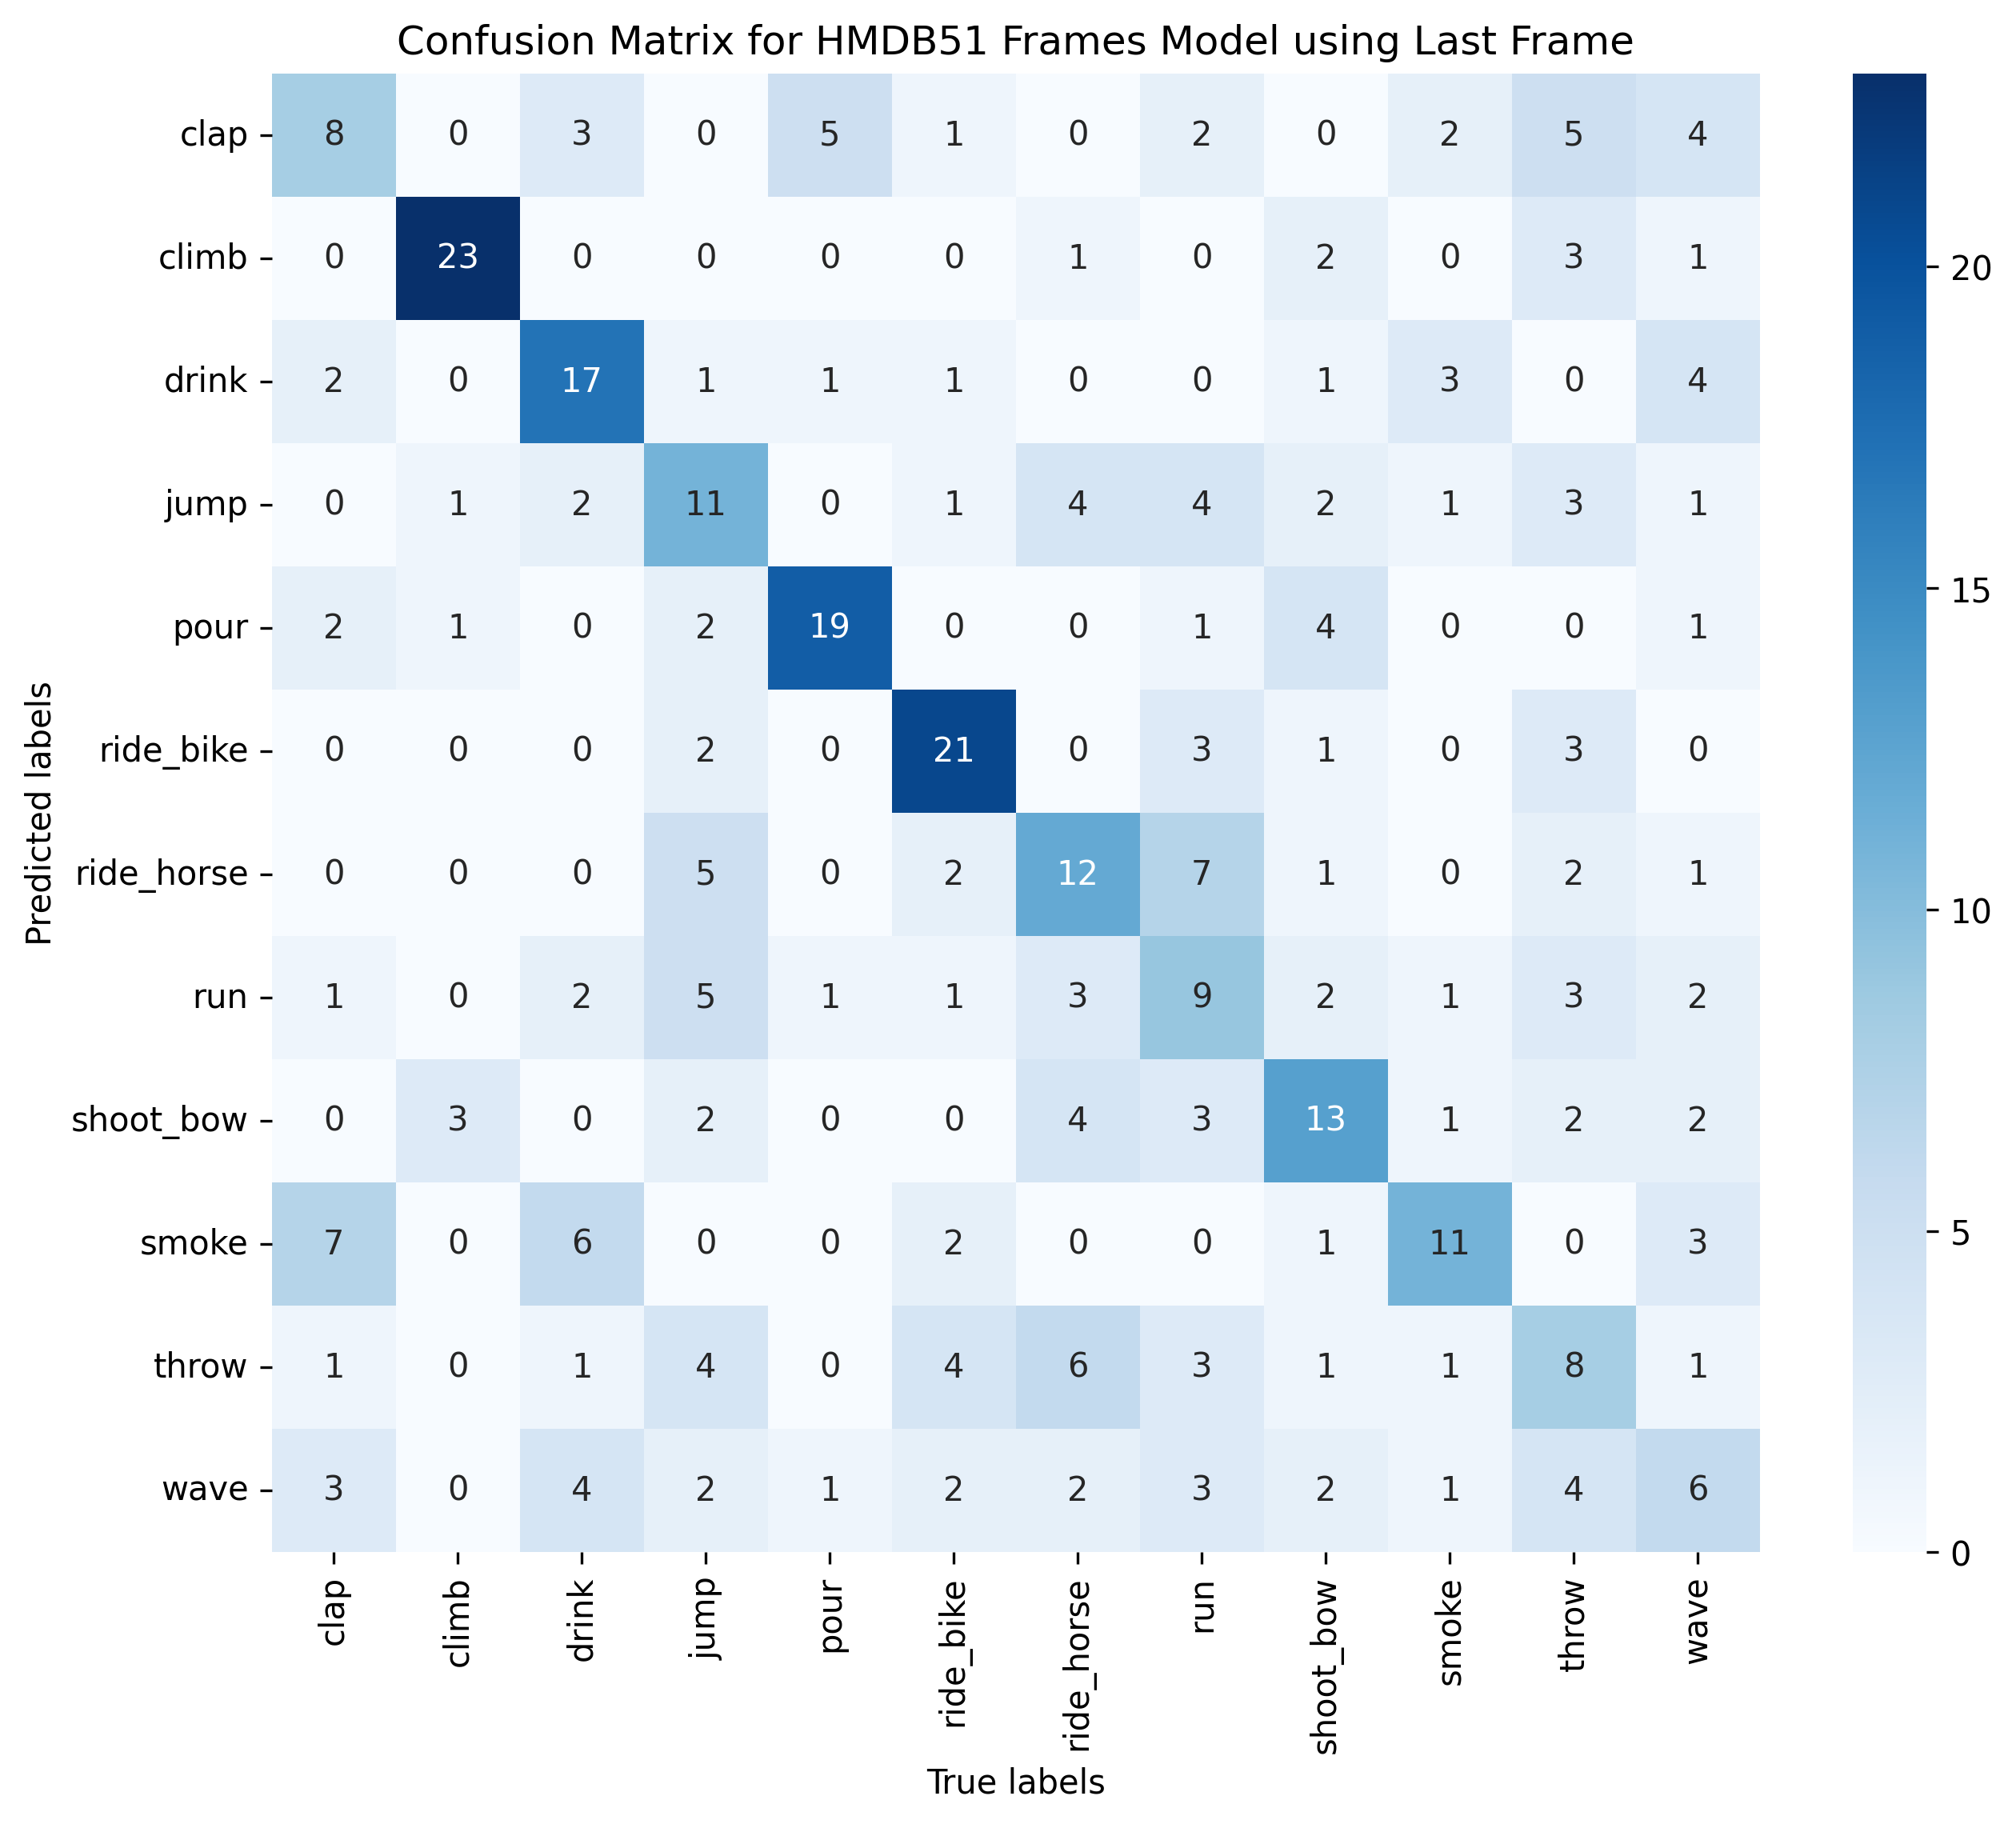 Confusion Matrix for HMDB51 Frames Model using Last Frame
clap 8 0 3 0 5 1 0 2 0 2 5 4
climb 0 23 0 0 0 0 1 0 2 0 3 1
drink 2 0 17 1 1 1 0 0 1 3 0 4
jump 0 1 2 11 0 1 4 4 2 1 3 1
pour 2 1 0 2 19 0 0 1 4 0 0 1
ride_bike 0 0 0 2 0 21 0 3 1 0 3 0
ride_horse 0 0 0 5 0 2 12 7 1 0 2 1
run 1 0 2 5 1 1 3 9 2 1 3 2
shoot_bow 0 3 0 2 0 0 4 3 13 1 2 2
smoke 7 0 6 0 0 2 0 0 1 11 0 3
throw 1 0 1 4 0 4 6 3 1 1 8 1
wave 3 0 4 2 1 2 2 3 2 1 4 6
clap climb drink jump pour ride_bike ride_horse run shoot_bow smoke throw wave
True labels
Predicted labels
20
15
10
5
0